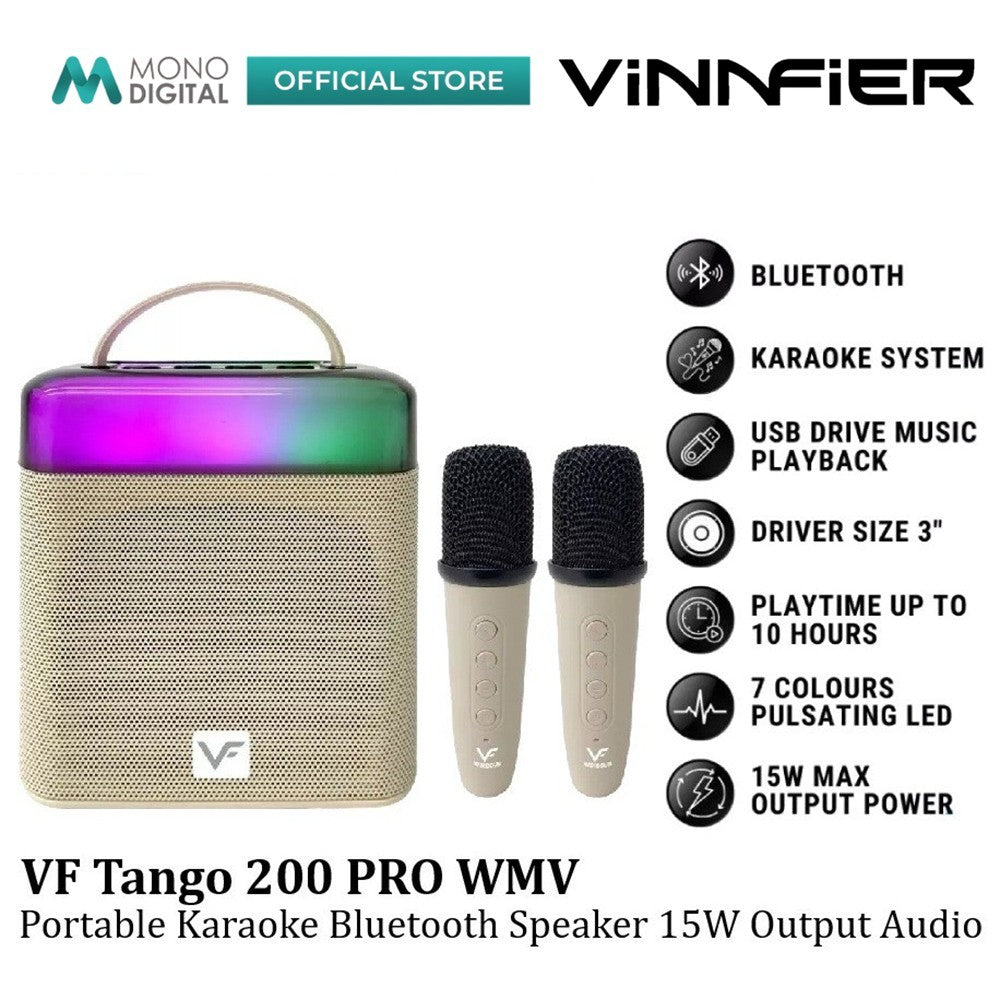 MONO
DIGITAL
OFFICIAL STORE
ViNNFiER
BLUETOOTH
KARAOKE SYSTEM
USB DRIVE MUSIC
PLAYBACK
DRIVER SIZE 3"
PLAYTIME UP TO
10 HOURS
7 COLOURS
PULSATING LED
15W MAX
OUTPUT POWER
VF
VF
VF
VF Tango 200 PRO WMV
Portable Karaoke Bluetooth Speaker 15W Output Audio